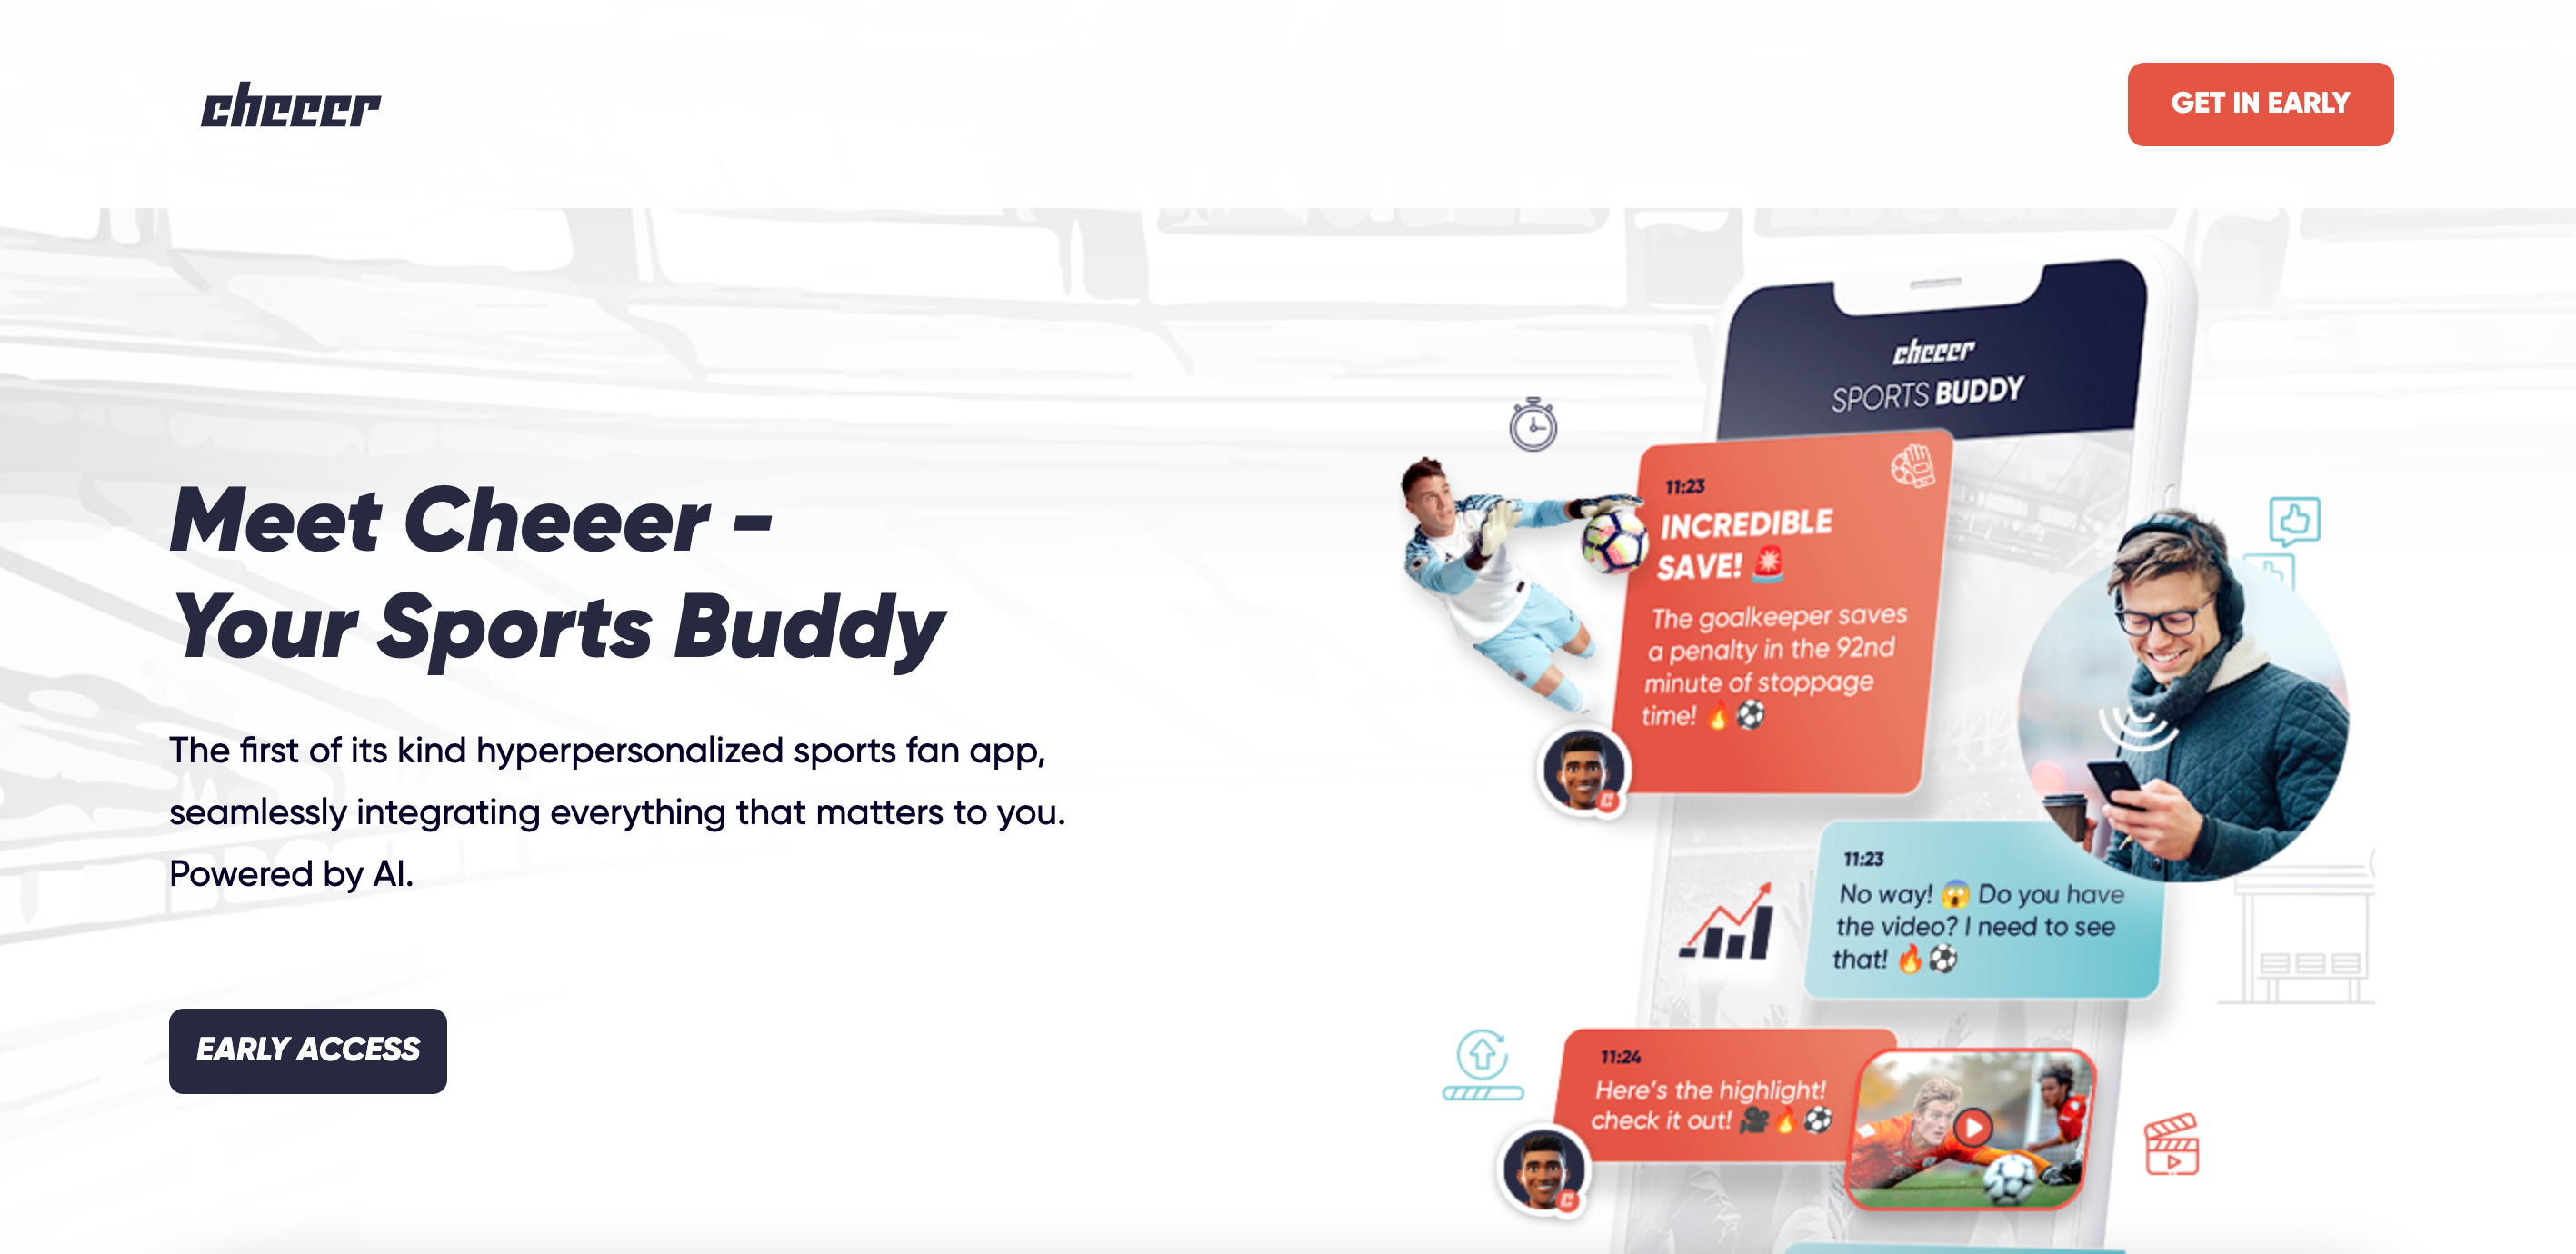 cheeer
GET IN EARLY
Meet Cheeer -
Your Sports Buddy
The first of its kind hyperpersonalized sports fan app,
seamlessly integrating everything that matters to you.
Powered by AI.
EARLY ACCESS
cheeer
SPORTS BUDDY
11:23
INCREDIBLE
SAVE! 🚨
The goalkeeper saves
a penalty in the 92nd
minute of stoppage
time! 🔥⚽
11:23
No way! 😱 Do you have
the video? I need to see
that! 🔥⚽
11:24
Here's the highlight!
check it out! 🎥🔥⚽